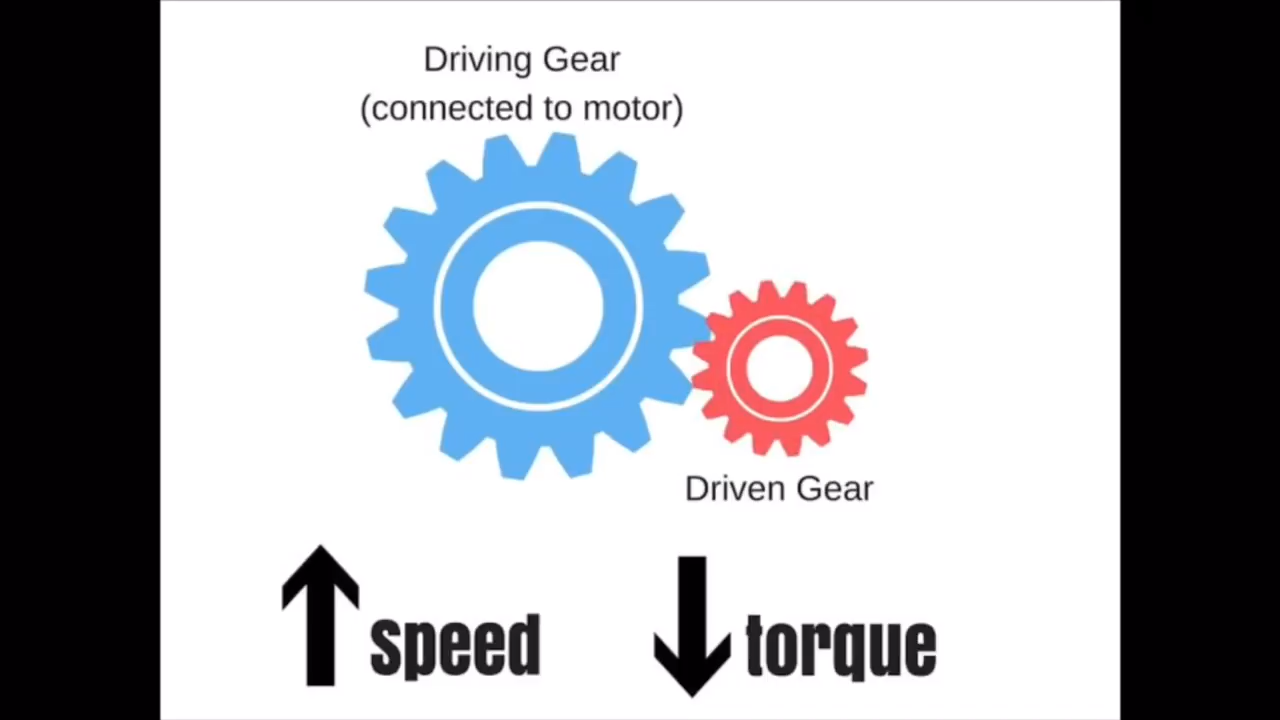 Driving Gear
(connected to motor)
Driven Gear
speed
torque